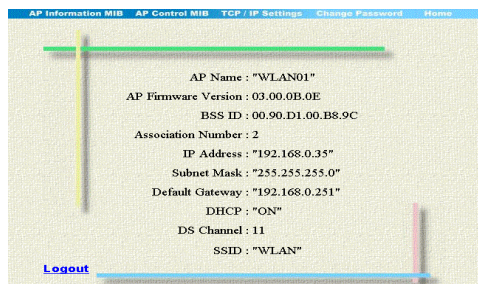 AP Information MIB AP Control MIB TCP / IP Settings Change Password Home
AP Name : "WLAN01"
AP Firmware Version : 03.00.0B.0E
BSS ID : 00.90.D1.00.B8.9C
Association Number : 2
IP Address : "192.168.0.35"
Subnet Mask : "255.255.255.0"
Default Gateway : "192.168.0.251"
DHCP : "ON"
DS Channel : 11
SSID : "WLAN"
Logout